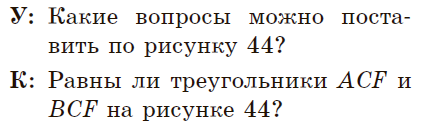 У: Какие вопросы можно поста-
вить по рисунку 44?
К: Равны ли треугольники ACF и
BCF на рисунке 44?